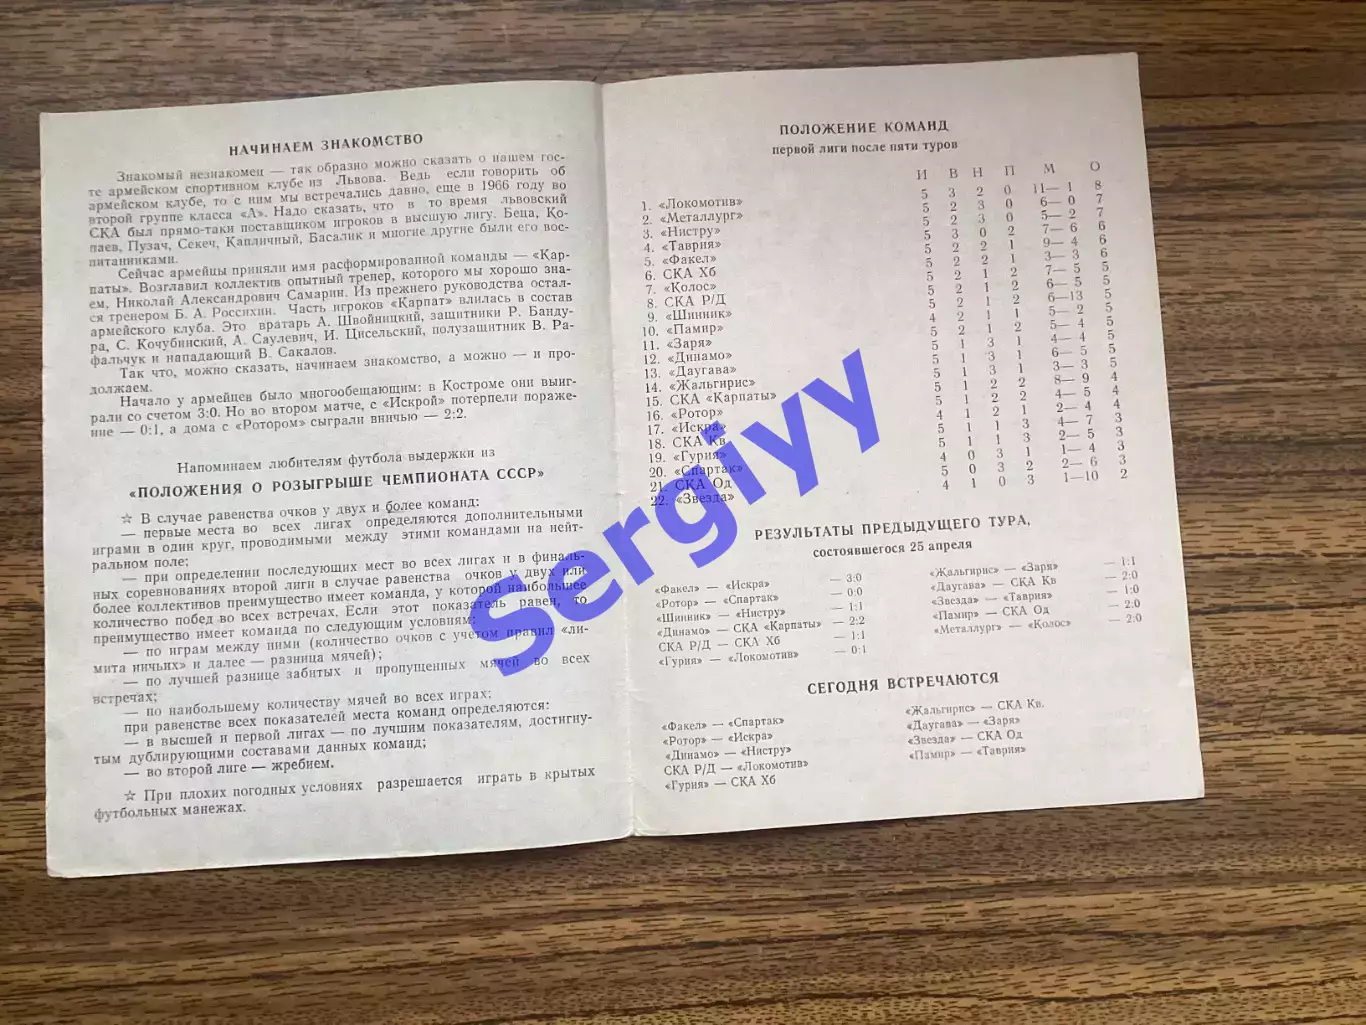 НАЧИНАЕМ ЗНАКОМСТВО
Знакомый незнакомец — так образно можно сказать о нашем гос-
те армейском спортивном клубе из Львова. Ведь если говорить об
армейском клубе, то с ним мы встречались давно, еще в 1966 году во
второй группе класса «А». Надо сказать, что в то время львовский
СКА был прямо-таки поставщиком игроков в высшую лигу. Беца, Ко-
паев, Пузач, Секеч, Капличный, Басалик и многие другие были его вос-
питанниками.
Сейчас армейцы приняли имя расформированной команды — «Кар-
паты». Возглавил коллектив опытный тренер, которого мы хорошо зна-
ем, Николай Александрович Самарин. Из прежнего руководства остал-
ся тренером Б. А. Россихин. Часть игроков «Карпат» влилась в состав
армейского клуба. Это вратарь А. Швойницкий, защитники Р. Банду-
ра, С. Кочубинский, А. Саулевич, И. Цисельский, полузащитник В. Ра-
фальчук и нападающий В. Сакалов.
Так что, можно сказать, начинаем знакомство, а можно — и про-
должаем.
Начало у армейцев было многообещающим: в Костроме они выиг-
рали со счетом 3:0. Но во втором матче, с «Искрой» потерпели пораже-
ние — 0:1, а дома с «Ротором» сыграли вничью — 2:2.
Напоминаем любителям футбола выдержки из
«ПОЛОЖЕНИЯ О РОЗЫГРЫШЕ ЧЕМПИОНАТА СССР»
☆ В случае равенства очков у двух и более команд:
— первые места во всех лигах определяются дополнительными
играми в один круг, проводимыми между этими командами на нейт-
ральном поле;
— при определении последующих мест во всех лигах и в финаль-
ных соревнованиях второй лиги в случае равенства очков у двух или
более коллективов преимущество имеет команда, у которой наибольшее
количество побед во всех встречах. Если этот показатель равен, то
преимущество имеет команда по следующим условиям:
— по играм между ними (количество очков с учетом правил «ли-
мита ничьих» и далее — разница мячей);
— по лучшей разнице забитых и пропущенных мячей во всех
встречах;
— по наибольшему количеству мячей во всех играх;
при равенстве всех показателей места команд определяются:
— в высшей и первой лигах — по лучшим показателям, достигну-
тым дублирующими составами данных команд;
— во второй лиге — жребием.
☆ При плохих погодных условиях разрешается играть в крытых
футбольных манежах.
ПОЛОЖЕНИЕ КОМАНД
первой лиги после пяти туров
И В Н П М О
1. «Локомотив» 5 3 2 0 11— 1 8
2. «Металлург» 5 2 3 0 6— 0 7
3. «Нистру» 5 2 3 0 5— 2 7
4. «Таврия» 5 3 0 2 7— 6 6
5. «Факел» 5 2 2 1 9— 4 6
6. СКА Хб 5 2 2 1 3— 3 6
7. «Колос» 5 2 1 2 7— 5 5
8. СКА Р/Д 5 2 1 2 6— 5 5
9. «Шинник» 5 2 1 2 6—13 5
10. «Памир» 4 2 1 1 5— 2 5
11. «Заря» 5 2 1 2 5— 4 5
12. «Динамо» 5 1 3 1 5— 4 5
13. «Даугава» 5 1 3 1 6— 5 5
14. «Жальгирис» 5 1 3 1 3— 3 5
15. СКА «Карпаты» 5 1 2 2 8— 9 4
16. «Ротор» 5 1 2 2 4— 5 4
17. «Искра» 4 1 2 1 2— 4 4
18. СКА Кв 5 1 1 3 4— 7 3
19. «Гурия» 5 1 1 3 2— 5 3
20. «Спартак» 4 0 3 1 1— 4 3
21. СКА Од 5 0 3 2 2— 6 3
22. «Звезда» 4 1 0 3 1—10 2
РЕЗУЛЬТАТЫ ПРЕДЫДУЩЕГО ТУРА,
состоявшегося 25 апреля
«Факел» — «Искра» — 3:0
«Ротор» — «Спартак» — 0:0
«Шинник» — «Нистру» — 1:1
«Динамо» — СКА «Карпаты» — 2:2
СКА Р/Д — СКА Хб — 1:1
«Гурия» — «Локомотив» — 0:1
«Жальгирис» — «Заря» — 1:1
«Даугава» — СКА Кв — 2:0
«Звезда» — «Таврия» — 1:0
«Памир» — СКА Од — 2:0
«Металлург» — «Колос» — 2:0
СЕГОДНЯ ВСТРЕЧАЮТСЯ
«Факел» — «Спартак»
«Ротор» — «Искра»
«Динамо» — «Нистру»
СКА Р/Д — «Локомотив»
«Гурия» — СКА Хб
«Жальгирис» — СКА Кв.
«Даугава» — «Заря»
«Звезда» — СКА Од
«Памир» — «Таврия»
Sergiyy